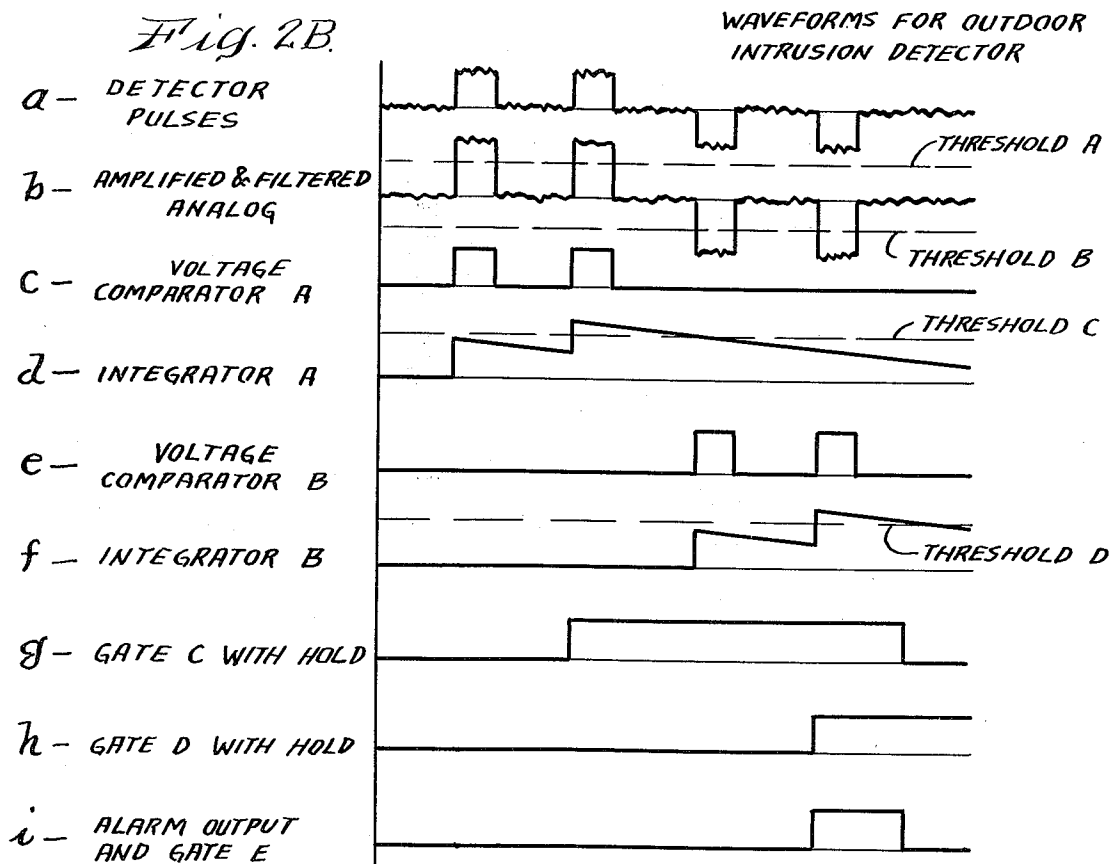 Fig. 2B.
WAVEFORMS FOR OUTDOOR
INTRUSION DETECTOR
a - DETECTOR
PULSES
THRESHOLD A
b - AMPLIFIED & FILTERED
ANALOG
THRESHOLD B
c - VOLTAGE
COMPARATOR A
THRESHOLD C
d - INTEGRATOR A
e - VOLTAGE
COMPARATOR B
f - INTEGRATOR B
THRESHOLD D
g - GATE C WITH HOLD
h - GATE D WITH HOLD
i - ALARM OUTPUT
AND GATE E